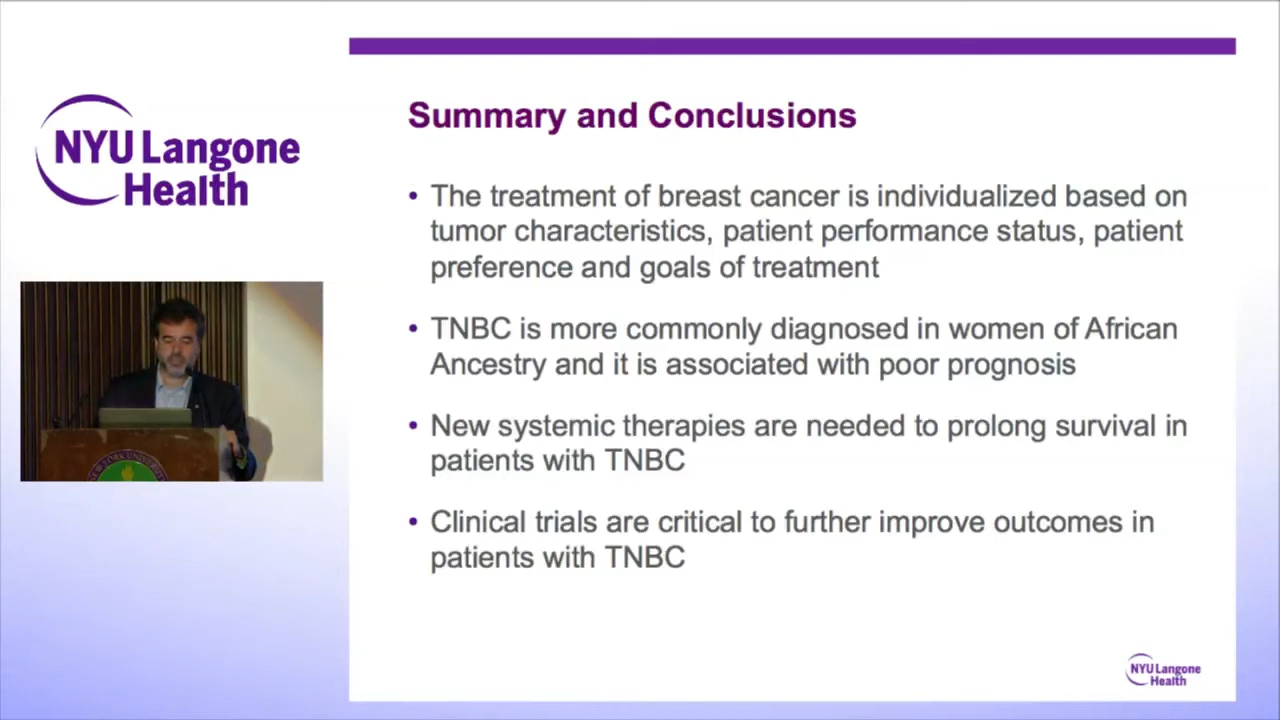 NYU Langone
Health
Summary and Conclusions
• The treatment of breast cancer is individualized based on
tumor characteristics, patient performance status, patient
preference and goals of treatment
• TNBC is more commonly diagnosed in women of African
Ancestry and it is associated with poor prognosis
• New systemic therapies are needed to prolong survival in
patients with TNBC
• Clinical trials are critical to further improve outcomes in
patients with TNBC
NEW YORK UNIVERSITY
NYU Langone
Health